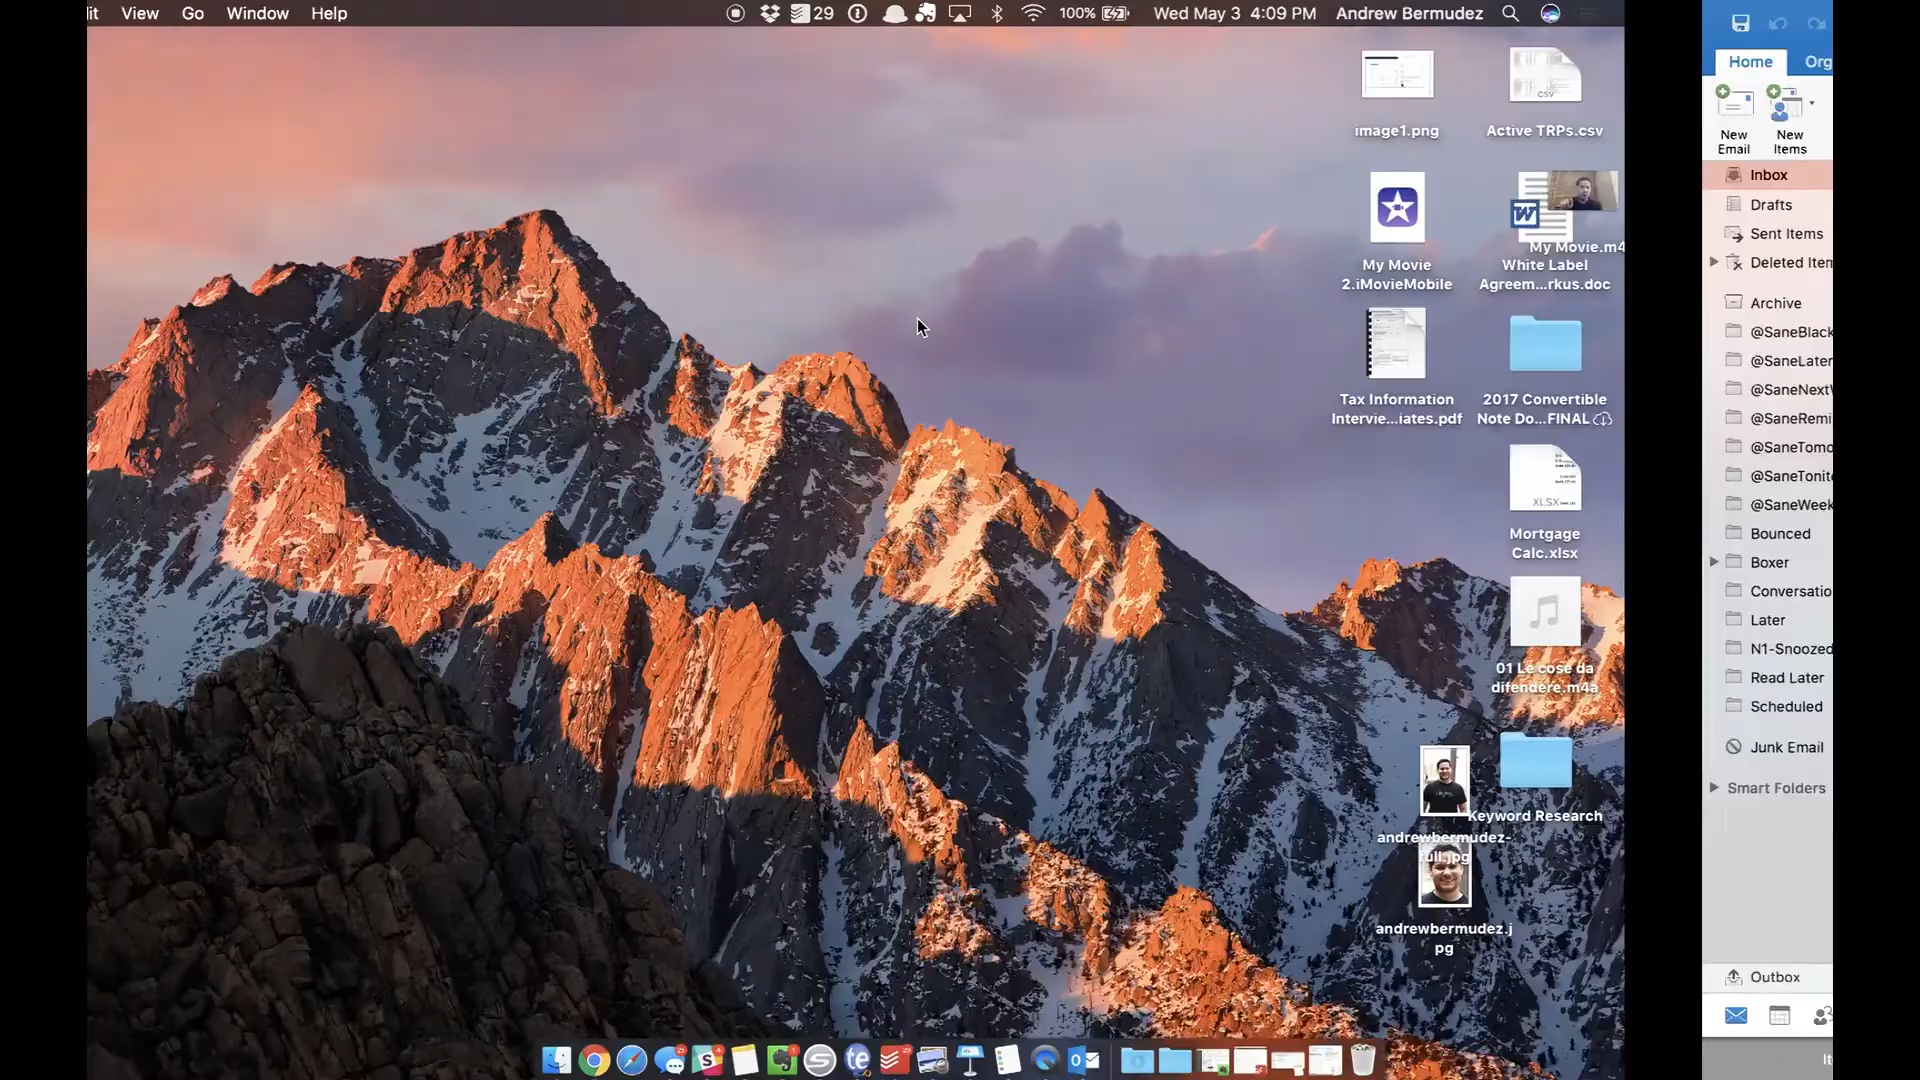 View Go Window Help
29 100% Wed May 3 4:09 PM Andrew Bermudez
image1.png
Active TRPs.csv
CSV
My Movie
2.iMovieMobile
My Movie.m4
White Label
Agreem...rkus.doc
Tax Information
Intervie...iates.pdf
2017 Convertible
Note Do...FINAL
XLSX
Mortgage
Calc.xlsx
01 Le cose da
difendere.m4a
Keyword Research
andrewbermudez-
full.jpg
andrewbermudez.j
pg
Home Org
New
Email
New
Items
Inbox
Drafts
Sent Items
Deleted Item
Archive
@SaneBlack
@SaneLater
@SaneNextW
@SaneRemi
@SaneTomo
@SaneTonite
@SaneWeek
Bounced
Boxer
Conversatio
Later
N1-Snoozed
Read Later
Scheduled
Junk Email
Smart Folders
Outbox